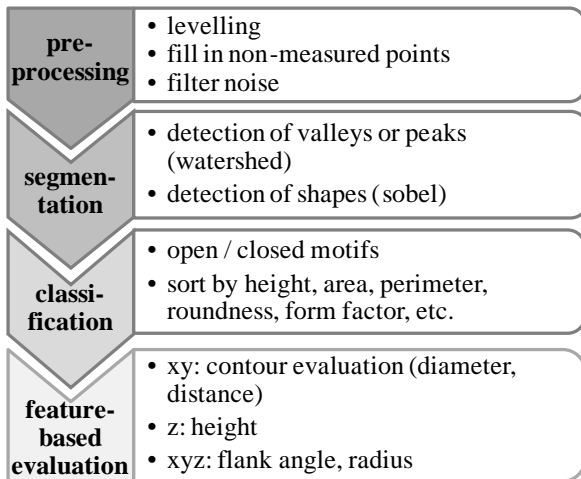 pre-
processing
• levelling
• fill in non-measured points
• filter noise
segmen-
tation
• detection of valleys or peaks
(watershed)
• detection of shapes (sobel)
classi-
fication
• open / closed motifs
• sort by height, area, perimeter,
roundness, form factor, etc.
feature-
based
evaluation
• xy: contour evaluation (diameter,
distance)
• z: height
• xyz: flank angle, radius